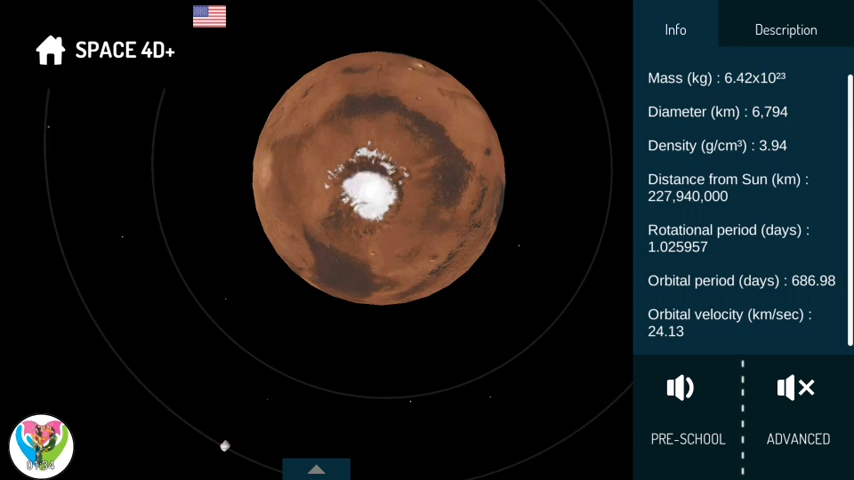 SPACE 4D+
Info
Description
Mass (kg) : 6.42x10²³
Diameter (km) : 6,794
Density (g/cm³) : 3.94
Distance from Sun (km) :
227,940,000
Rotational period (days) :
1.025957
Orbital period (days) : 686.98
Orbital velocity (km/sec) :
24.13
PRE-SCHOOL
ADVANCED